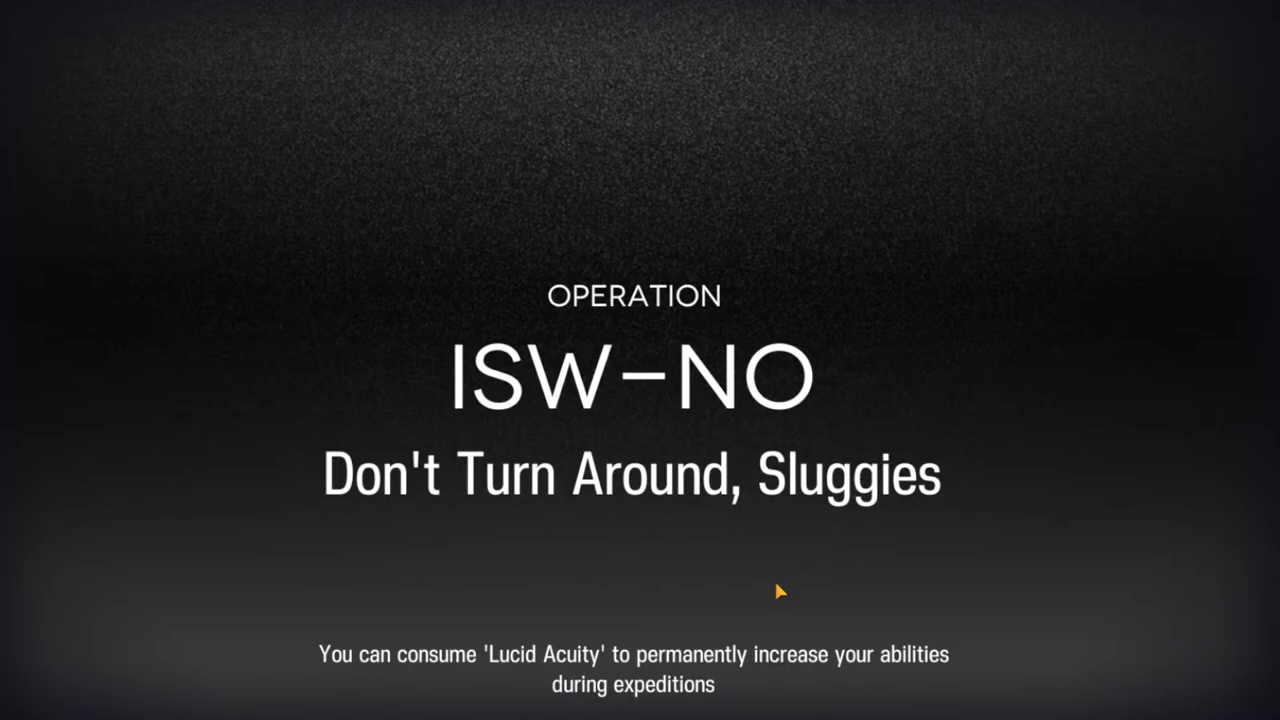 OPERATION
ISW-NO
Don't Turn Around, Sluggies
You can consume 'Lucid Acuity' to permanently increase your abilities
during expeditions